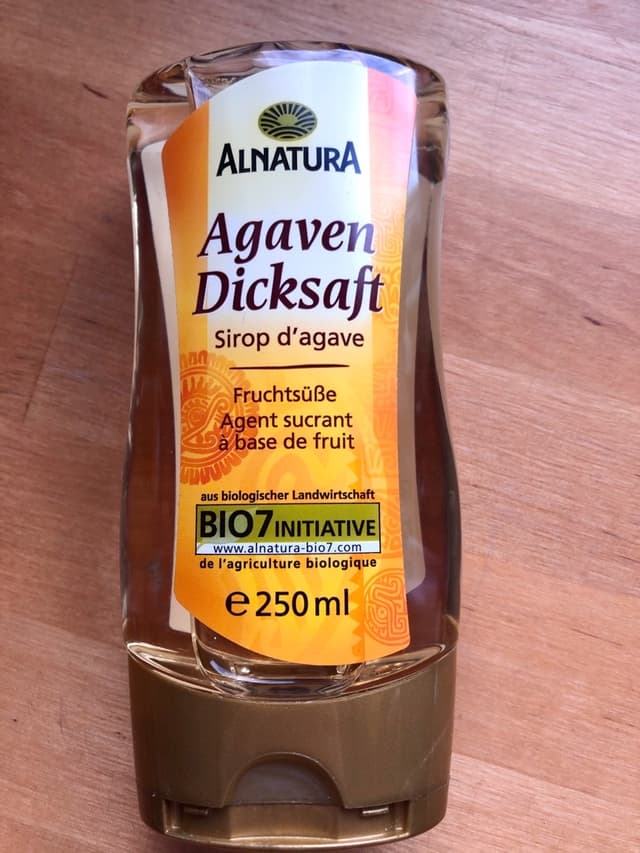 ALNATURA
Agaven
Dicksaft
Sirop d'agave
Fruchtsüße
Agent sucrant
à base de fruit
aus biologischer Landwirtschaft
BIO7 INITIATIVE
www.alnatura-bio7.com
de l'agriculture biologique
e 250 ml